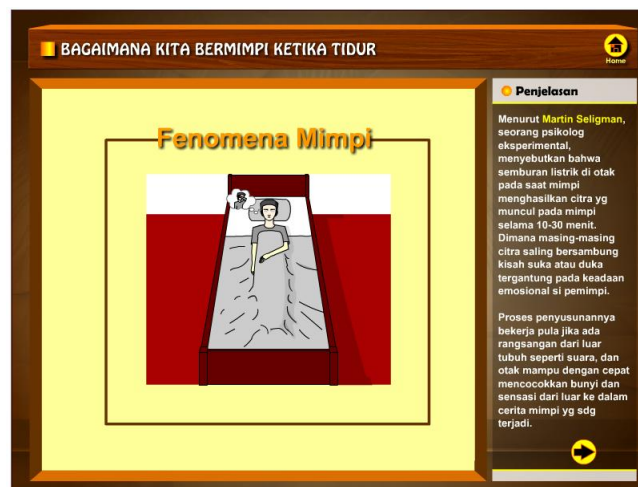 BAGAIMANA KITA BERMIMPI KETIKA TIDUR
Home
Fenomena Mimpi
Penjelasan
Menurut Martin Seligman,
seorang psikolog
eksperimental,
menyebutkan bahwa
semburan listrik di otak
pada saat mimpi
menghasilkan citra yg
muncul pada mimpi
selama 10-30 menit.
Dimana masing-masing
citra saling bersambung
kisah suka atau duka
tergantung pada keadaan
emosional si pemimpi.
Proses penyusunannya
bekerja pula jika ada
rangsangan dari luar
tubuh seperti suara, dan
otak mampu dengan cepat
mencocokkan bunyi dan
sensasi dari luar ke dalam
cerita mimpi yg sdg
terjadi.